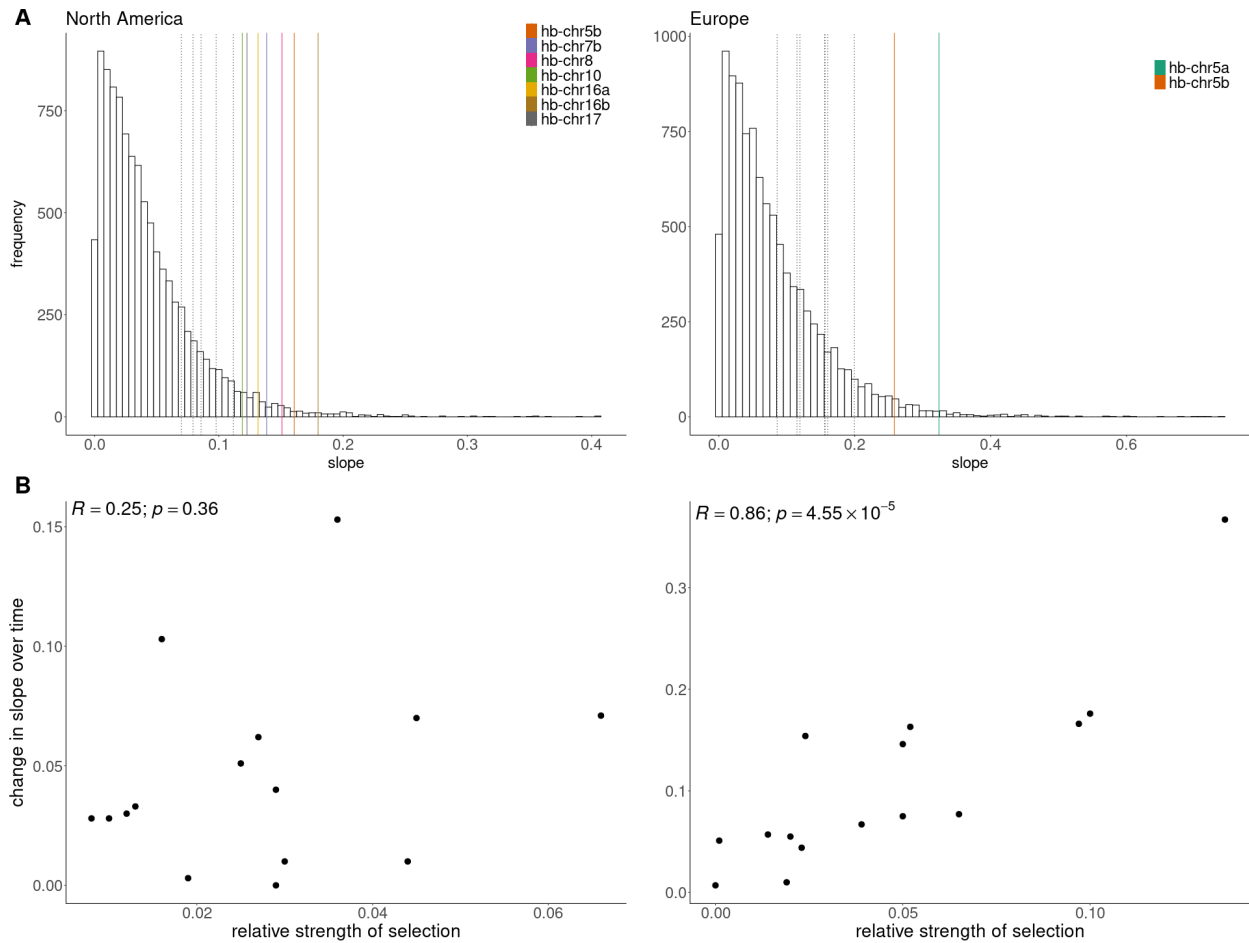 A
North America
hb-chr5b
hb-chr7b
hb-chr8
hb-chr10
hb-chr16a
hb-chr16b
hb-chr17
frequency
750
500
250
0
0.0 0.1 0.2 0.3 0.4
slope
Europe
hb-chr5a
hb-chr5b
1000
750
500
250
0
0.0 0.2 0.4 0.6
slope
B
R = 0.25; p = 0.36
change in slope over time
0.15
0.10
0.05
0.00
0.02 0.04 0.06
relative strength of selection
R = 0.86; p = 4.55 × 10⁻⁵
0.3
0.2
0.1
0.0
0.00 0.05 0.10
relative strength of selection